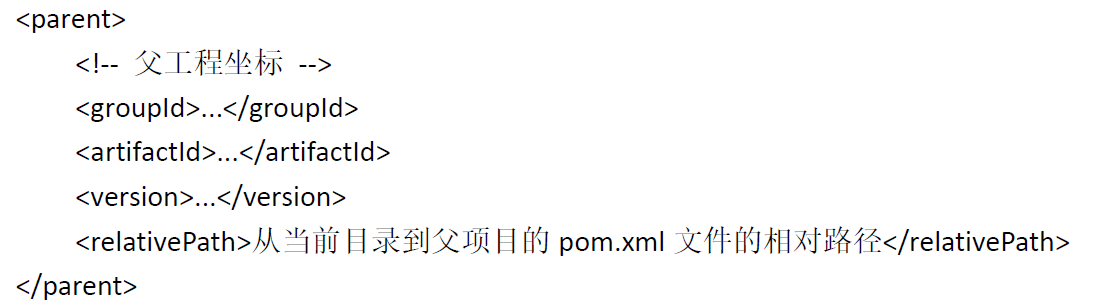 <parent>
<!-- 父工程坐标 -->
<groupId>...</groupId>
<artifactId>...</artifactId>
<version>...</version>
<relativePath>从当前目录到父项目的 pom.xml 文件的相对路径</relativePath>
</parent>